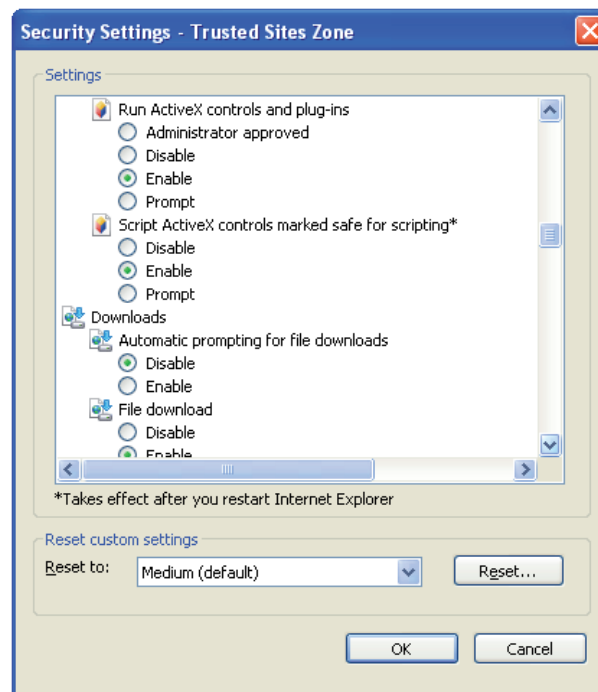 Security Settings - Trusted Sites Zone
Settings
Run ActiveX controls and plug-ins
Administrator approved
Disable
Enable
Prompt
Script ActiveX controls marked safe for scripting*
Disable
Enable
Prompt
Downloads
Automatic prompting for file downloads
Disable
Enable
File download
Disable
Enable
*Takes effect after you restart Internet Explorer
Reset custom settings
Reset to: Medium (default) Reset...
OK Cancel